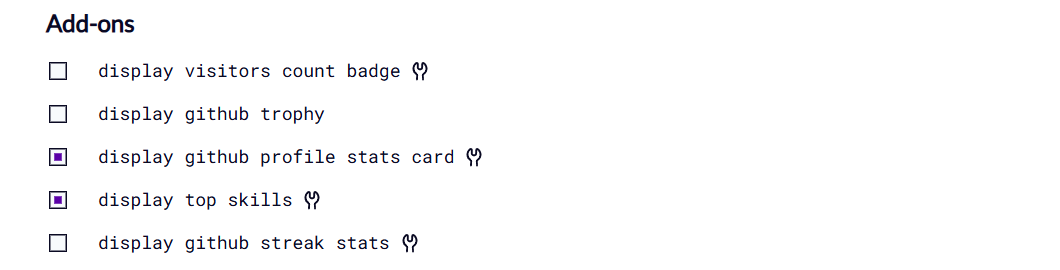 Add-ons
display visitors count badge
display github trophy
display github profile stats card
display top skills
display github streak stats